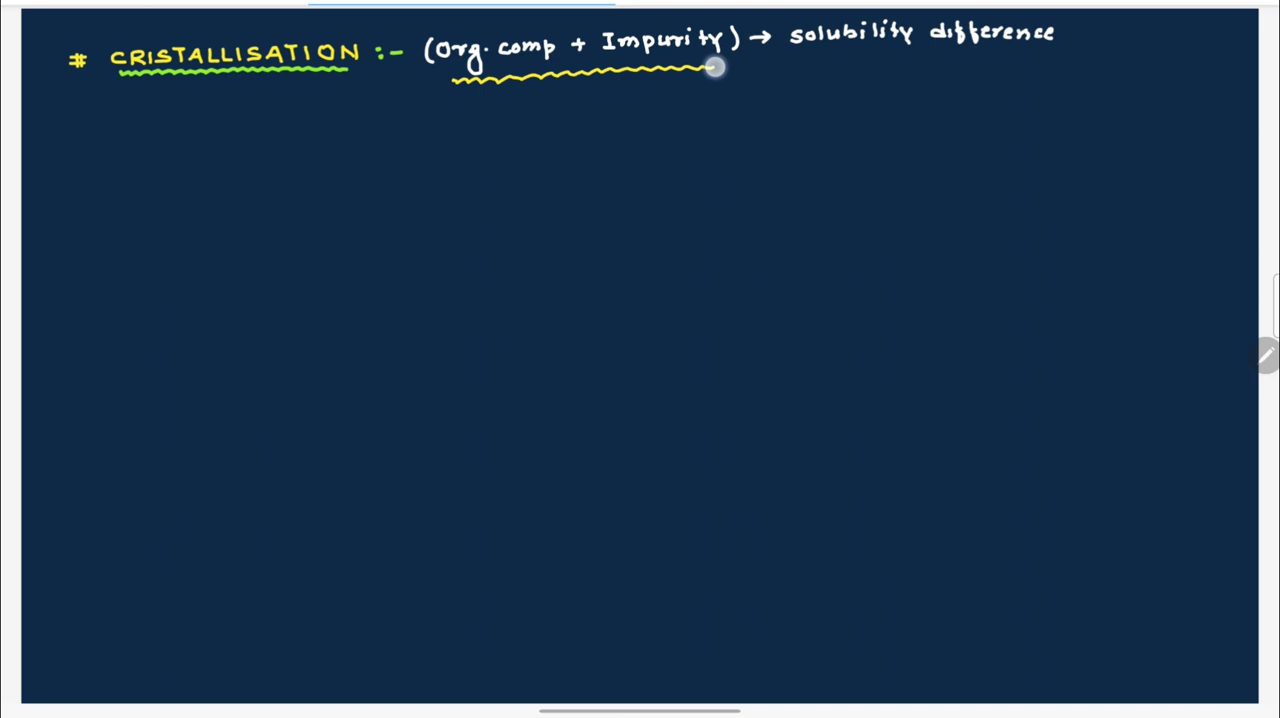 # CRISTALLISATION :- (Org. comp + Impurity) → solubility difference